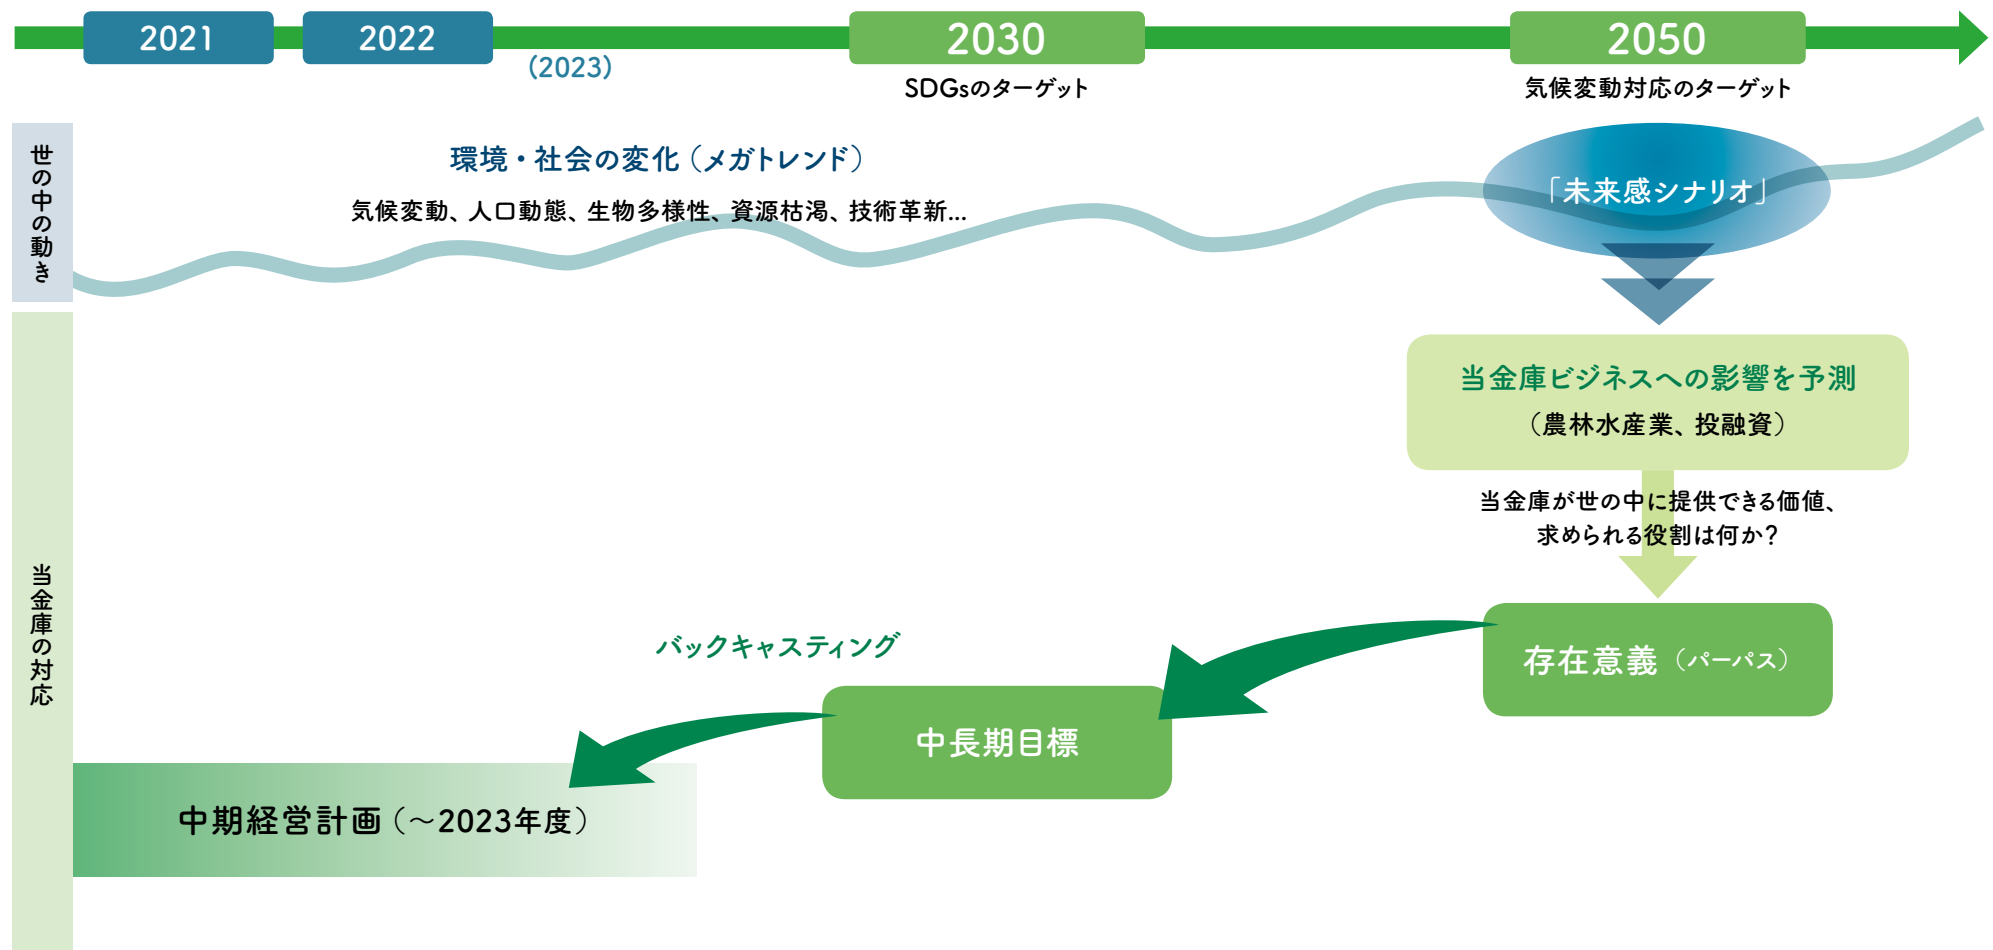 2021
2022
(2023)
2030
SDGsのターゲット
2050
気候変動対応のターゲット
世の中の動き
環境・社会の変化（メガトレンド）
気候変動、人口動態、生物多様性、資源枯渇、技術革新…
「未来感シナリオ」
当金庫の対応
当金庫ビジネスへの影響を予測
（農林水産業、投融資）
当金庫が世の中に提供できる価値、
求められる役割は何か？
存在意義（パーパス）
バックキャスティング
中長期目標
中期経営計画（～2023年度）